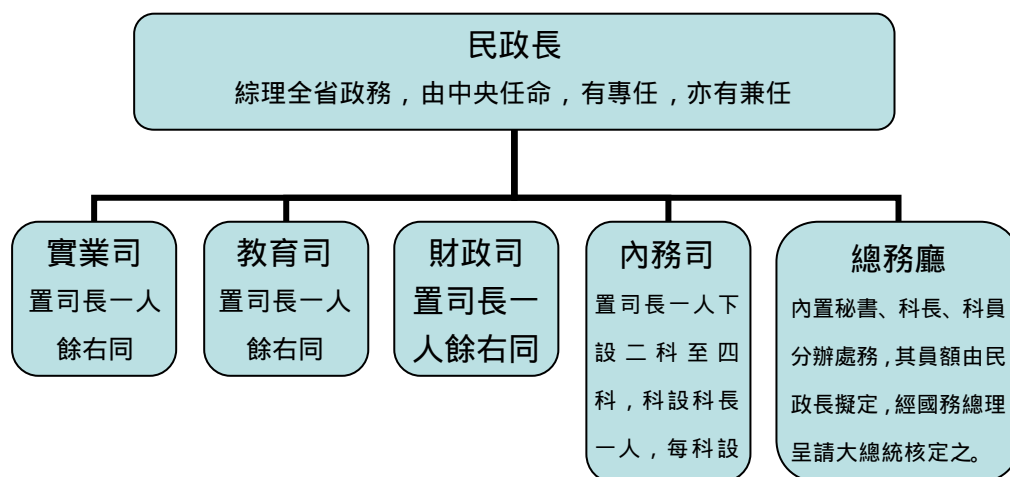 民政長
綜理全省政務，由中央任命，有專任，亦有兼任
實業司
置司長一人
餘右同
教育司
置司長一人
餘右同
財政司
置司長一
人餘右同
內務司
置司長一人下
設二科至四
科，科設科長
一人，每科設
總務廳
內置秘書、科長、科員
分辦處務，其員額由民
政長擬定，經國務總理
呈請大總統核定之。